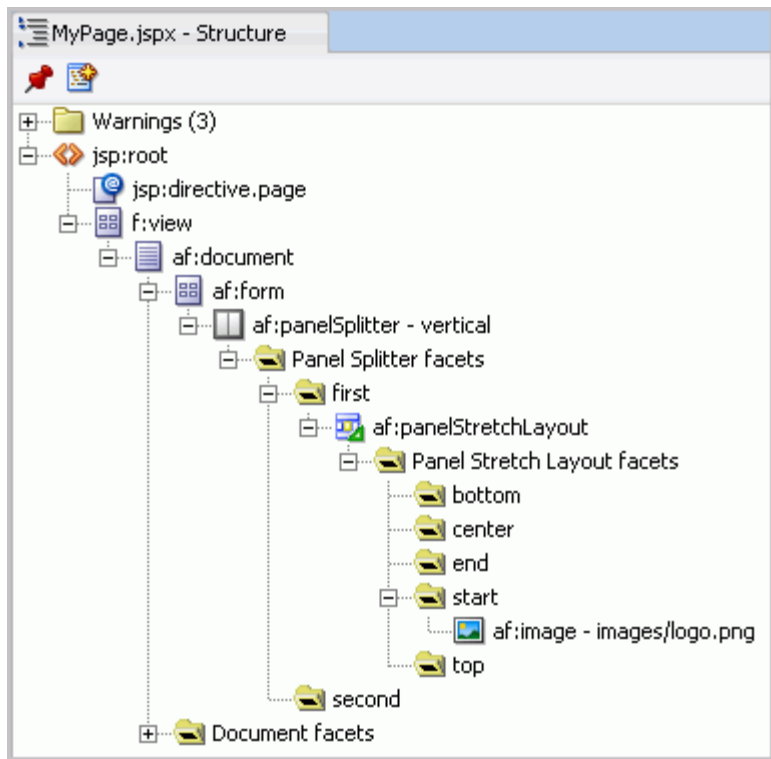 MyPage.jspx - Structure
Warnings (3)
jsp:root
jsp:directive.page
f:view
af:document
af:form
af:panelSplitter - vertical
Panel Splitter facets
first
af:panelStretchLayout
Panel Stretch Layout facets
bottom
center
end
start
af:image - images/logo.png
top
second
Document facets